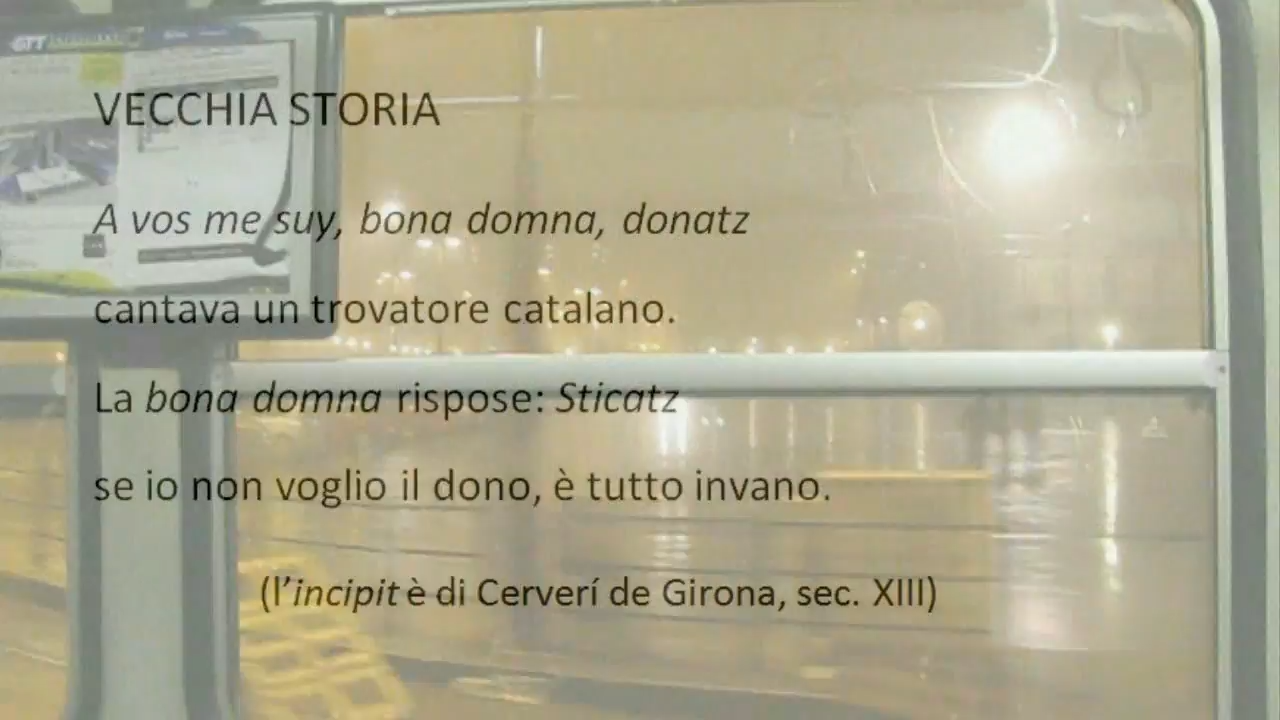 GTT
VECCHIA STORIA
A vos me suy, bona domna, donatz
cantava un trovatore catalano.
La bona domna rispose: Sticatz
se io non voglio il dono, è tutto invano.
(l’incipit è di Cerverí de Girona, sec. XIII)